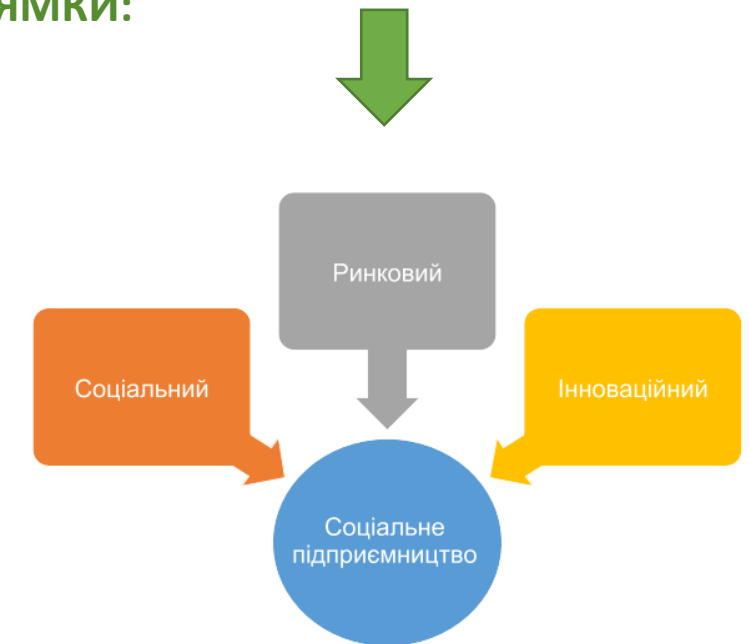 ЯМКИ:
Ринковий
Соціальний
Інноваційний
Соціальне
підприємництво